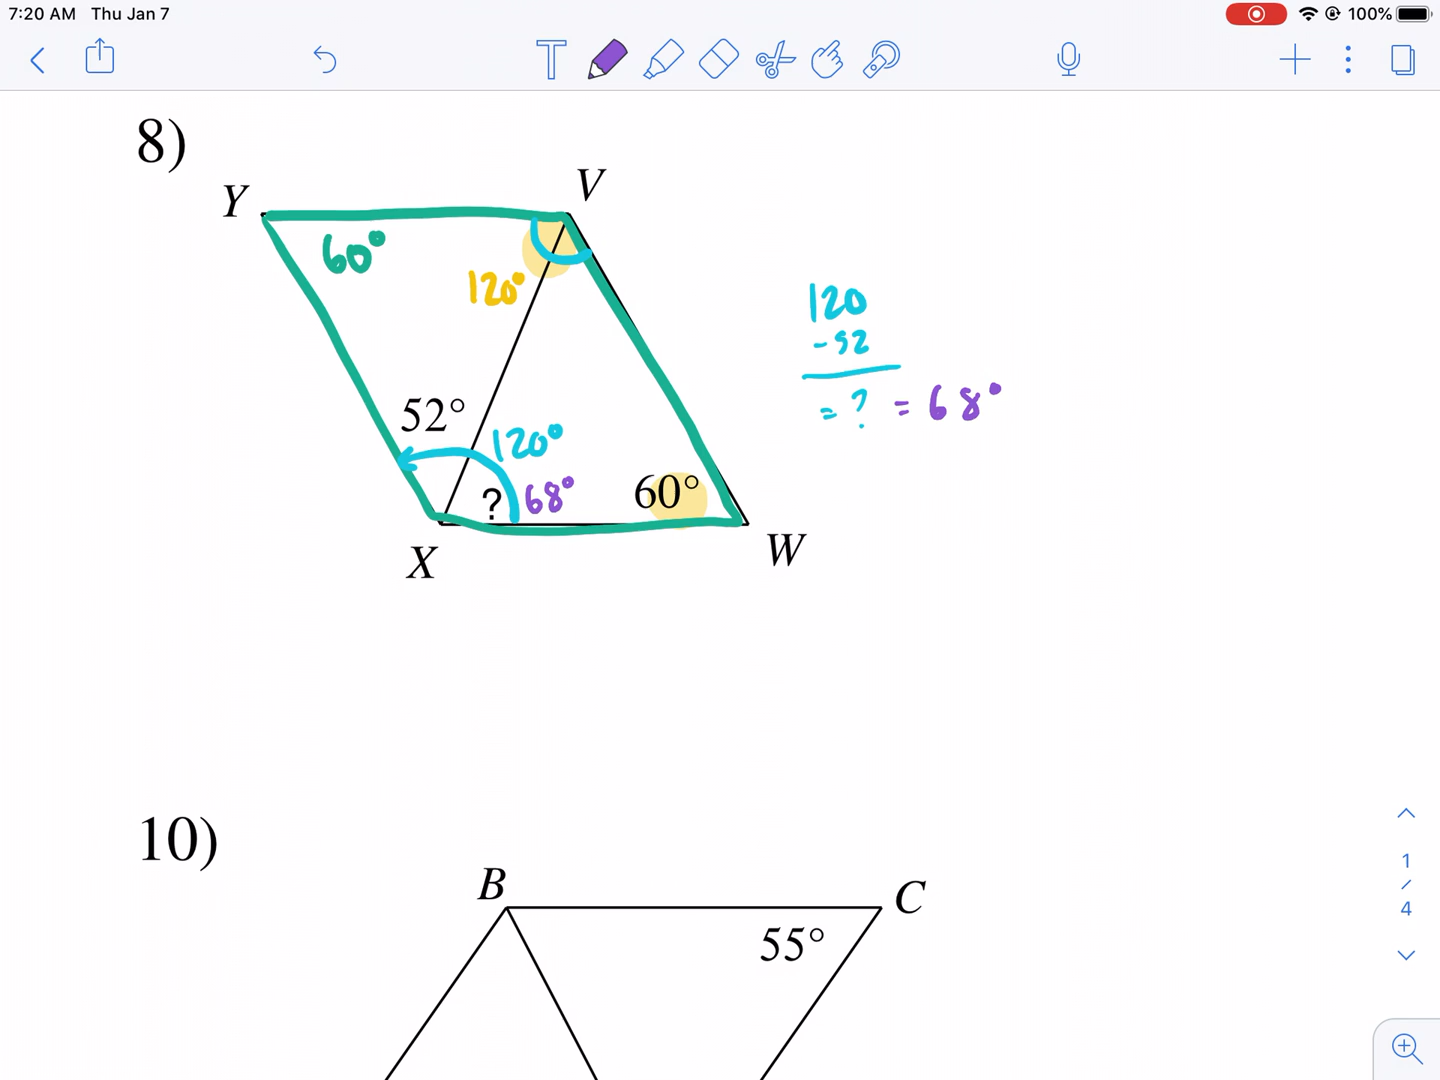 7:20 AM Thu Jan 7 100%
T
8)
Y V
60°
120°
120
-52
= ? = 68°
52° 120°
? 68° 60°
X W
10)
B C
55°
1
/
4